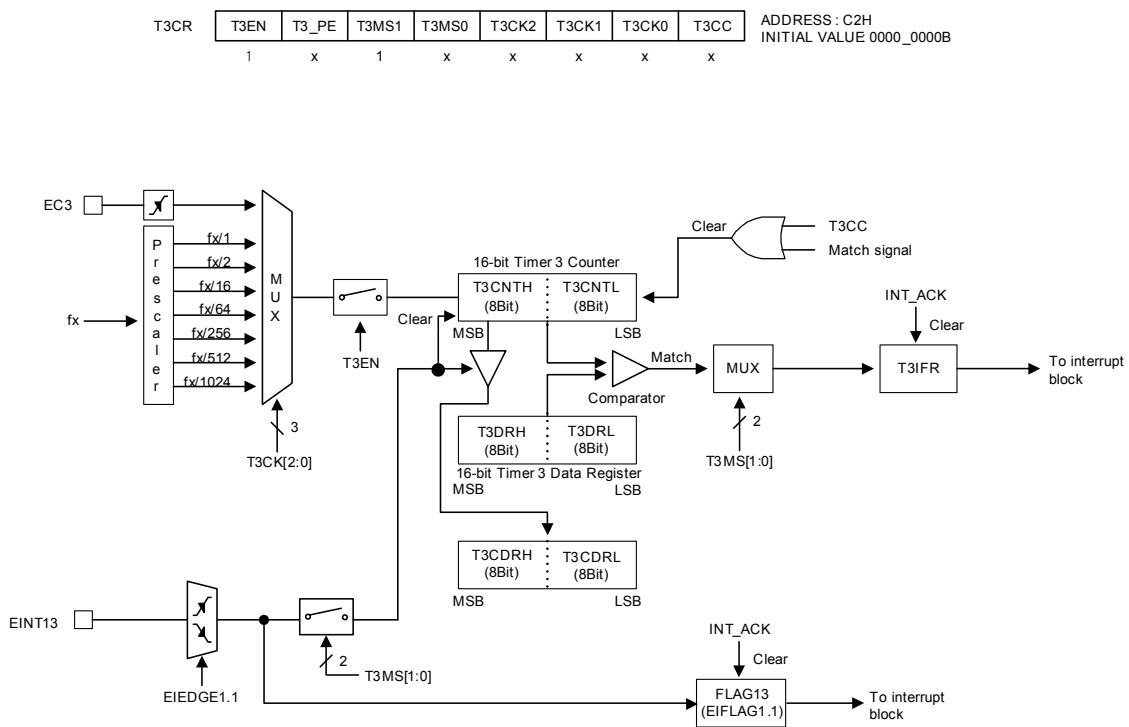 T3CR T3EN T3_PE T3MS1 T3MS0 T3CK2 T3CK1 T3CK0 T3CC ADDRESS : C2H
INITIAL VALUE 0000_0000B
1 x 1 x x x x x
EC3
Prescaler
fx
fx/1
fx/2
fx/16
fx/64
fx/256
fx/512
fx/1024
MUX
3
T3CK[2:0]
T3EN
Clear
16-bit Timer 3 Counter
T3CNTH
(8Bit)
T3CNTL
(8Bit)
MSB
LSB
Clear
T3CC
Match signal
Comparator
Match
MUX
2
T3MS[1:0]
INT_ACK
Clear
T3IFR
To interrupt
block
T3DRH
(8Bit)
T3DRL
(8Bit)
16-bit Timer 3 Data Register
MSB
LSB
T3CDRH
(8Bit)
T3CDRL
(8Bit)
MSB
LSB
EINT13
EIEDGE1.1
2
T3MS[1:0]
INT_ACK
Clear
FLAG13
(EIFLAG1.1)
To interrupt
block